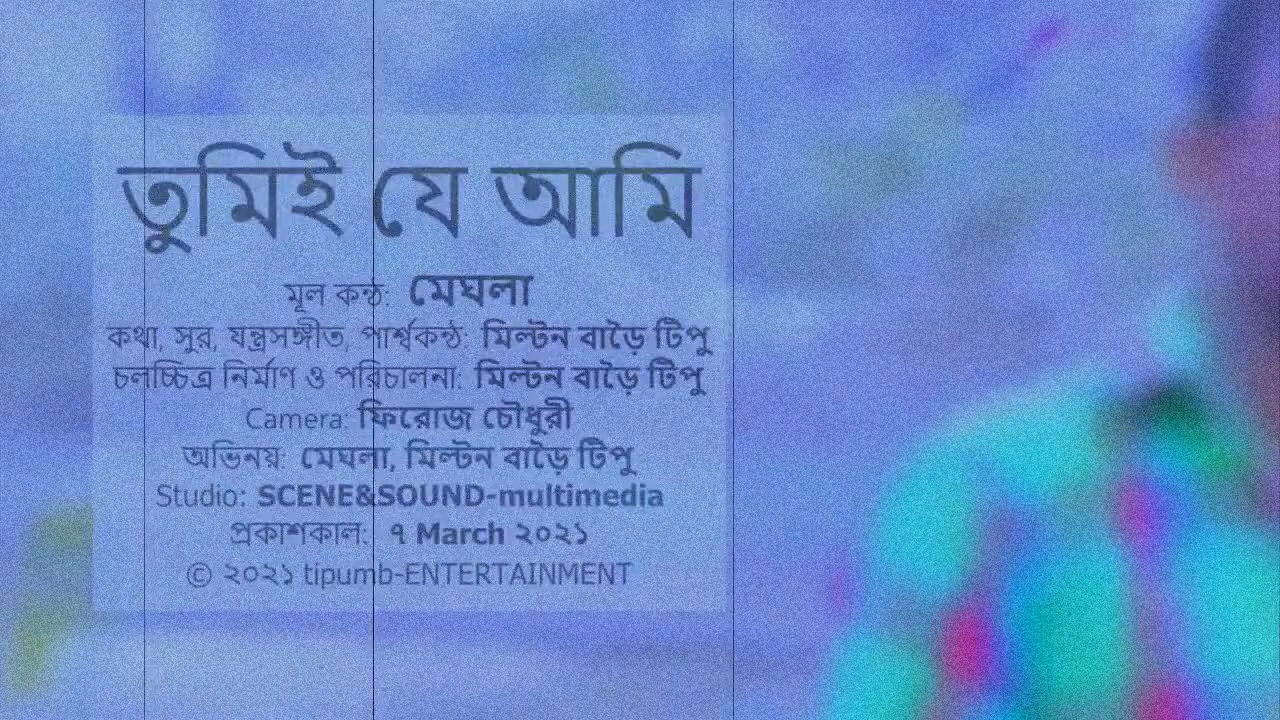 তুমিই যে আমি
মূল কন্ঠ: মেঘলা
কথা, সুর, যন্ত্রসঙ্গীত, পার্শ্বকন্ঠ: মিল্টন বাড়ৈ টিপু
চলচ্চিত্র নির্মাণ ও পরিচালনা: মিল্টন বাড়ৈ টিপু
Camera: ফিরোজ চৌধুরী
অভিনয়: মেঘলা, মিল্টন বাড়ৈ টিপু
Studio: SCENE&SOUND-multimedia
প্রকাশকাল: ৭ March ২০২১
© ২০২১ tipumb-ENTERTAINMENT